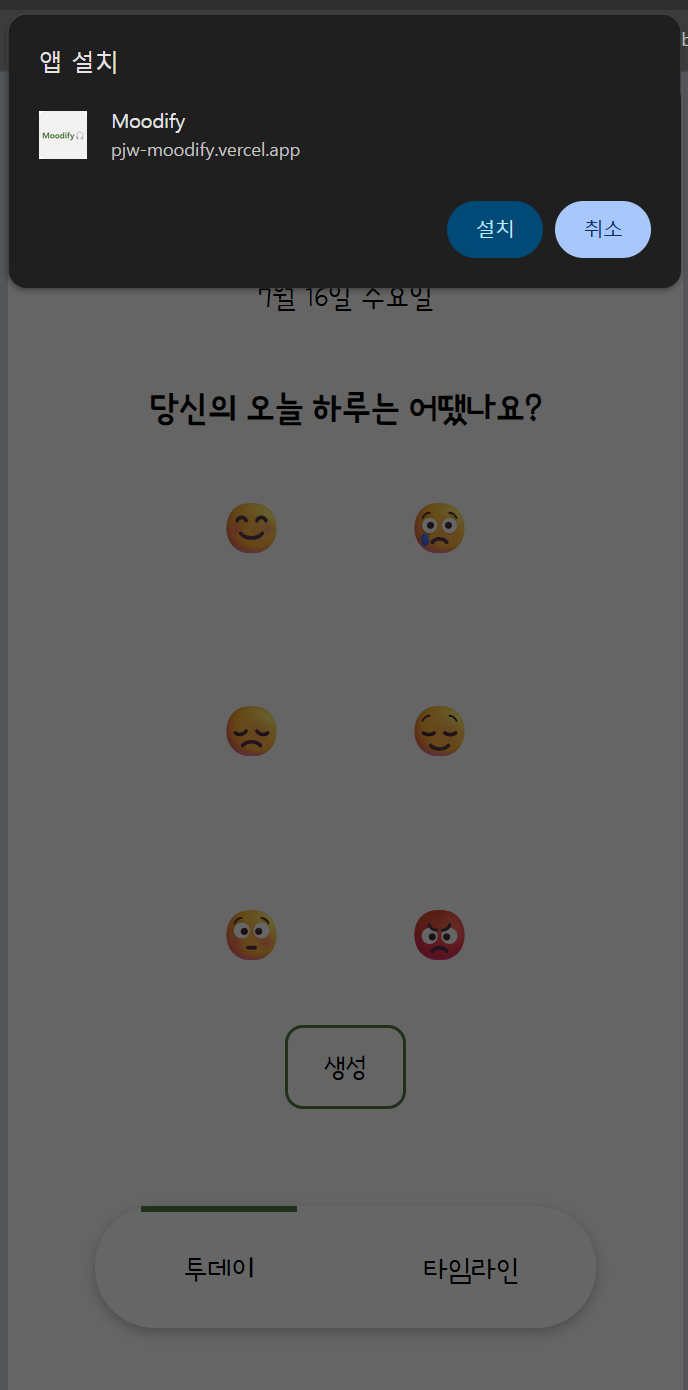 앱 설치
Moodify
Moodify
pjw-moodify.vercel.app
설치 취소
7월 16일 수요일
당신의 오늘 하루는 어땠나요?
생성
투데이 타임라인